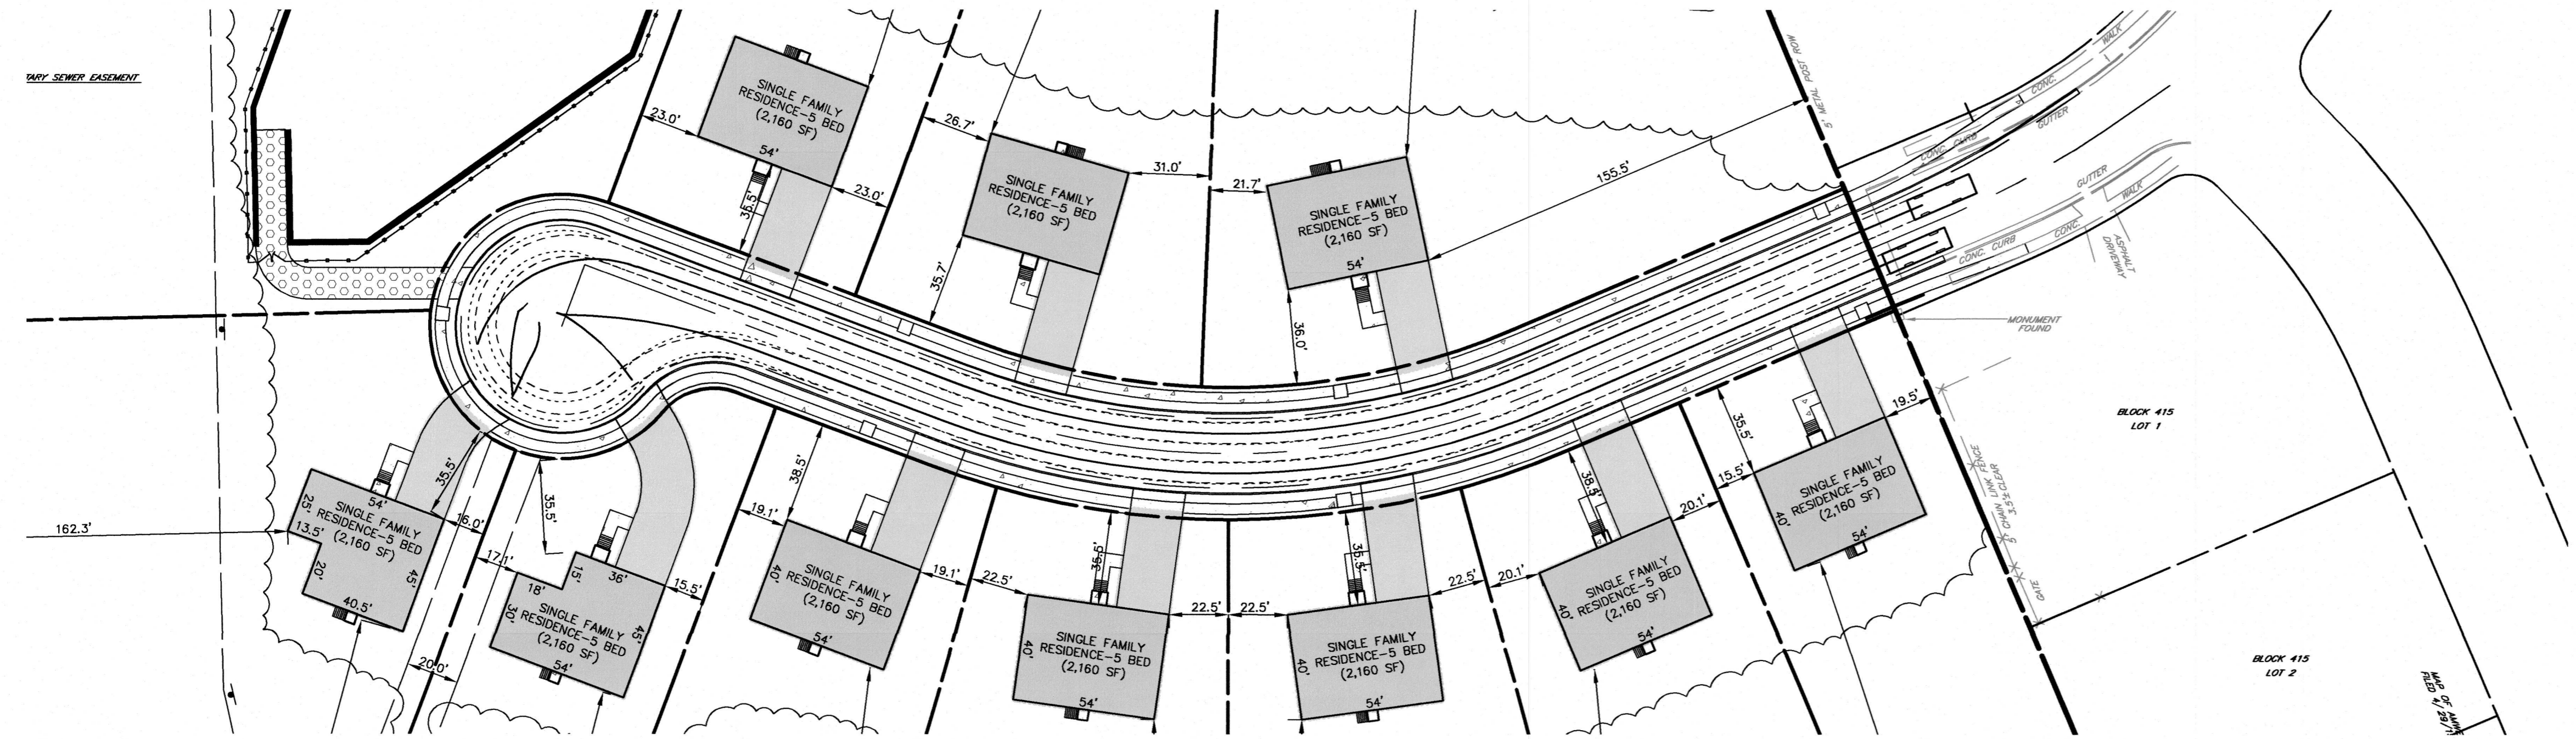 TARY SEWER EASEMENT
SINGLE FAMILY
RESIDENCE-5 BED
(2,160 SF)
54'
23.0'
35.5'
23.0'
26.7'
SINGLE FAMILY
RESIDENCE-5 BED
(2,160 SF)
31.0'
35.7'
21.7'
SINGLE FAMILY
RESIDENCE-5 BED
(2,160 SF)
54'
36.0'
155.5'
5' METAL POST ROW
WALK
CONC.
GUTTER
CONC. CURB
GUTTER
WALK
CONC.
CONC. CURB
ASPHALT
DRIVEWAY
MONUMENT
FOUND
162.3'
25'
54'
SINGLE FAMILY
RESIDENCE-5 BED
(2,160 SF)
13.5'
20'
45'
40.5'
35.5'
16.0'
17.1'
20.0'
35.5'
18'
15'
36'
30'
SINGLE FAMILY
RESIDENCE-5 BED
(2,160 SF)
45'
54'
15.5'
38.5'
19.1'
SINGLE FAMILY
RESIDENCE-5 BED
(2,160 SF)
40'
54'
19.1'
22.5'
35.5'
SINGLE FAMILY
RESIDENCE-5 BED
(2,160 SF)
40'
54'
22.5'
22.5'
35.5'
SINGLE FAMILY
RESIDENCE-5 BED
(2,160 SF)
40'
54'
22.5'
20.1'
38.5'
SINGLE FAMILY
RESIDENCE-5 BED
(2,160 SF)
40'
54'
20.1'
15.5'
35.5'
SINGLE FAMILY
RESIDENCE-5 BED
(2,160 SF)
40'
54'
19.5'
5' CHAIN LINK FENCE
3.5'± CLEAR
GATE
BLOCK 415
LOT 1
BLOCK 415
LOT 2
MAP OF
FILED 4/29/1